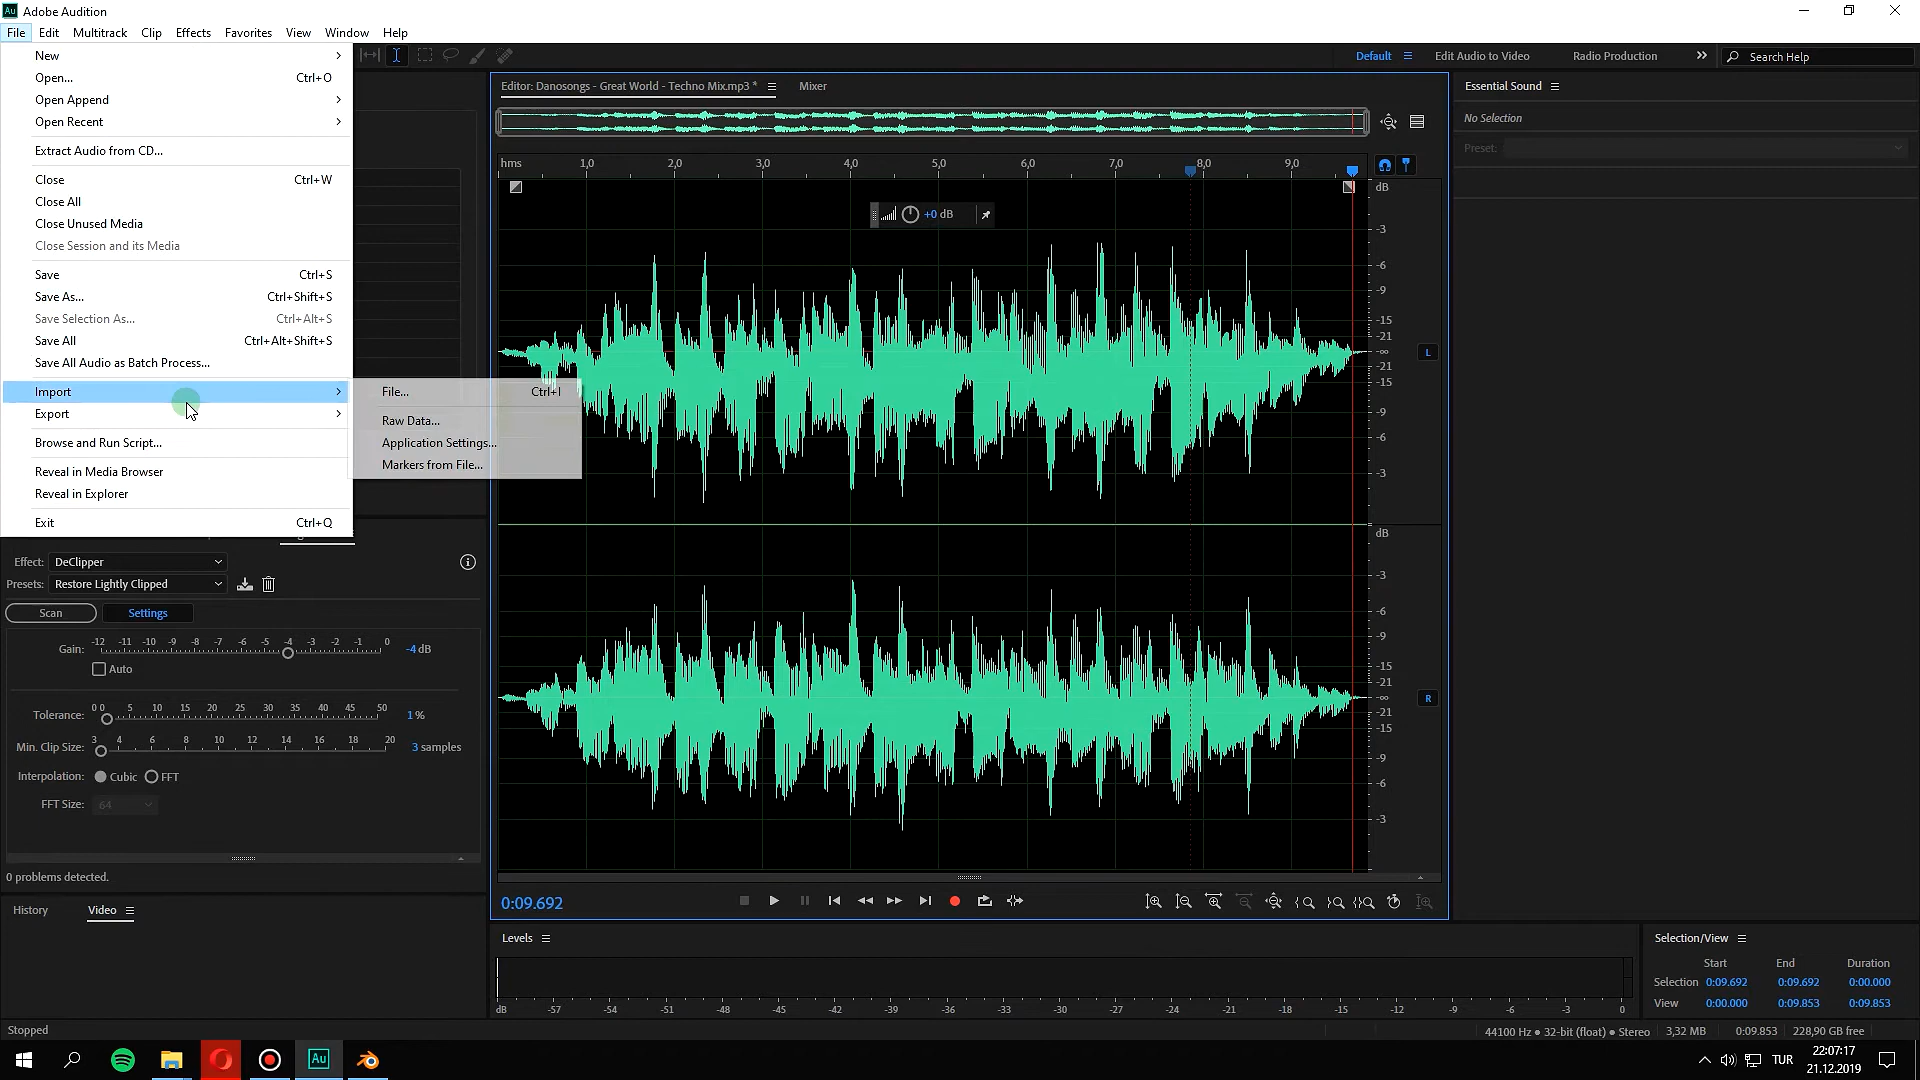 Au Adobe Audition
File Edit Multitrack Clip Effects Favorites View Window Help
New
Open... Ctrl+O
Open Append
Open Recent
Extract Audio from CD...
Close Ctrl+W
Close All
Close Unused Media
Close Session and its Media
Save Ctrl+S
Save As... Ctrl+Shift+S
Save Selection As... Ctrl+Alt+S
Save All Ctrl+Alt+Shift+S
Save All Audio as Batch Process...
Import
Export
Browse and Run Script...
Reveal in Media Browser
Reveal in Explorer
Exit Ctrl+Q
File... Ctrl+I
Raw Data...
Application Settings...
Markers from File...
Default Edit Audio to Video Radio Production Search Help
Editor: Danosongs - Great World - Techno Mix.mp3 * Mixer
hms 1,0 2,0 3,0 4,0 5,0 6,0 7,0 8,0 9,0
+0 dB
dB
-3
-6
-9
-15
-21
-∞
-21
-15
-9
-6
-3
L
dB
-3
-6
-9
-15
-21
-∞
-21
-15
-9
-6
-3
R
Essential Sound
No Selection
Preset:
Effect: DeClipper
Presets: Restore Lightly Clipped
Scan Settings
-12 -11 -10 -9 -8 -7 -6 -5 -4 -3 -2 -1 0
Gain: -4 dB
Auto
0 0 5 10 15 20 25 30 35 40 45 50
Tolerance: 1 %
3 4 6 8 10 12 14 16 18 20
Min. Clip Size: 3 samples
Interpolation: Cubic FFT
FFT Size: 64
0 problems detected.
History Video
0:09.692
Levels
dB -57 -54 -51 -48 -45 -42 -39 -36 -33 -30 -27 -24 -21 -18 -15 -12 -9 -6 -3 0
Selection/View
Start End Duration
Selection 0:09.692 0:09.692 0:00.000
View 0:00.000 0:09.853 0:09.853
Stopped
44100 Hz ● 32-bit (float) ● Stereo 3,32 MB 0:09.853 228,90 GB free
Au
TUR
22:07:17
21.12.2019